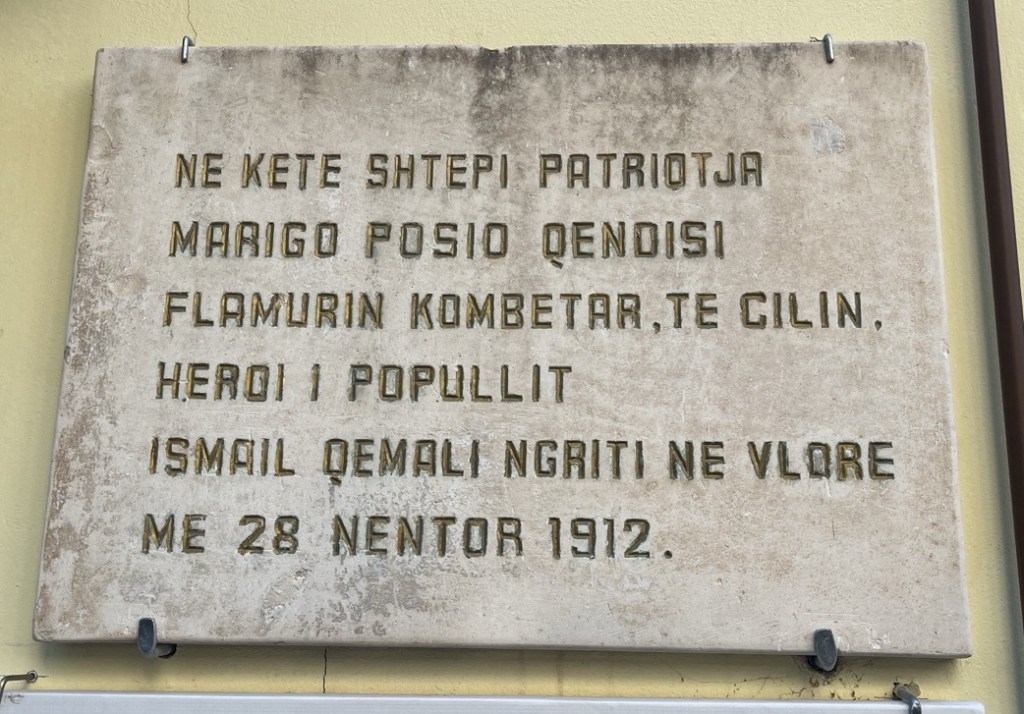 NE KETE SHTEPI PATRIOTJA
MARIGO POSIO QENDISI
FLAMURIN KOMBETAR, TE CILIN,
HEROI I POPULLIT
ISMAIL QEMALI NGRITI NE VLORE
ME 28 NENTOR 1912.